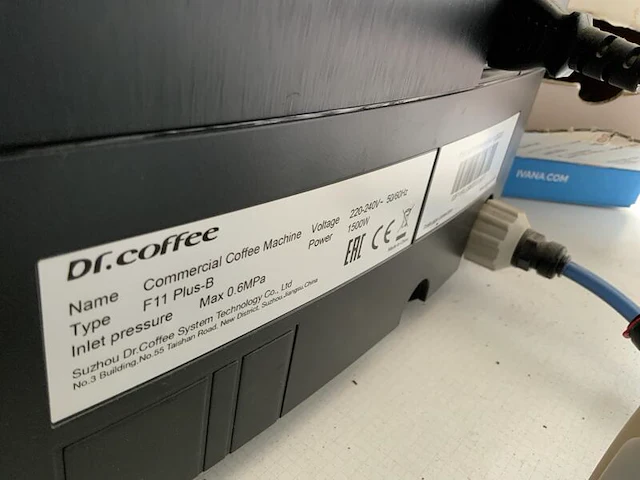 Dr.coffee
Name Commercial Coffee Machine Voltage 220-240V~ 50/60Hz
Type F11 Plus-B Power 1500W
Inlet pressure Max 0.6MPa
EAC CE
Suzhou Dr.Coffee System Technology Co., Ltd
No.3 Building,No.55 Taishan Road, New District, Suzhou,Jiangsu,China
IVANA.COM